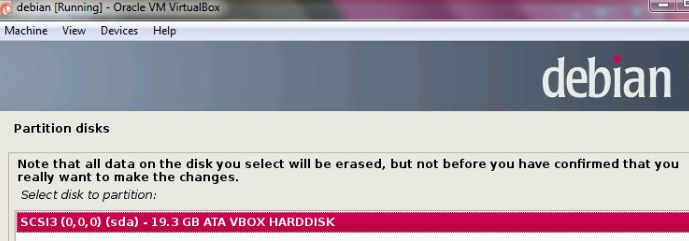 debian [Running] - Oracle VM VirtualBox
Machine View Devices Help
debian
Partition disks
Note that all data on the disk you select will be erased, but not before you have confirmed that you
really want to make the changes.
Select disk to partition:
SCSI3 (0,0,0) (sda) - 19.3 GB ATA VBOX HARDDISK